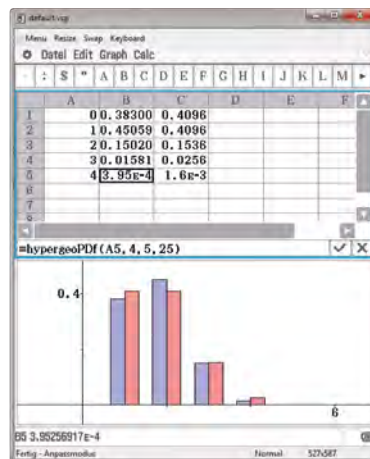 default.vcp
Menu Resize Swap Keyboard
Datei Edit Graph Calc
: $ " A B C D E F G H I J K L M
A B C D E F
1 0 0.38300 0.4096
2 1 0.45059 0.4096
3 2 0.15020 0.1536
4 3 0.01581 0.0256
5 4 3.95E-4 1.6E-3
6
7
8
=hypergeoPDf(A5,4,5,25)
0.4
6
B5 3.95256917E-4
Fertig - Anpassmodus Normal 527x587